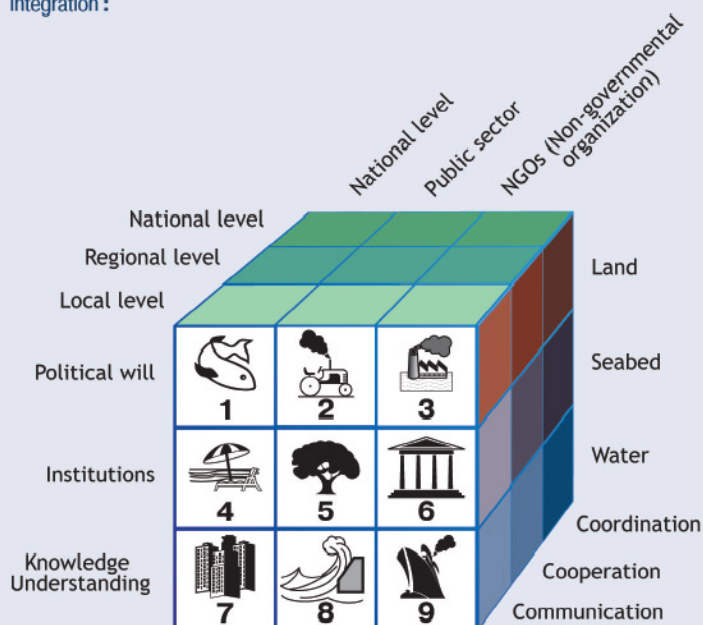 integration :
National level
Public sector
NGOs (Non-governmental
organization)
National level
Regional level
Local level
Land
Political will
1
2
3
Seabed
Institutions
4
5
6
Water
Coordination
Knowledge
Understanding
7
8
9
Cooperation
Communication